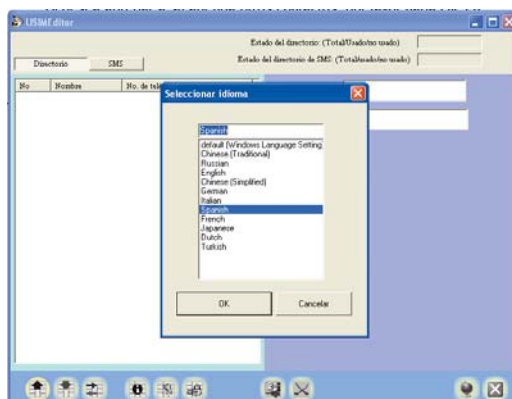 USIMEditor
Estado del directorio: (Total/Usado/no usado)
Estado del directorio de SMS: (Total/usado/no usado)
Directorio
SMS
No
Nombre
No. de
Seleccionar idioma
Spanish
default (Windows Language Setting
Chinese (Traditional)
Russian
English
Chinese (Simplified)
German
Italian
Spanish
French
Japanese
Dutch
Turkish
OK
Cancelar